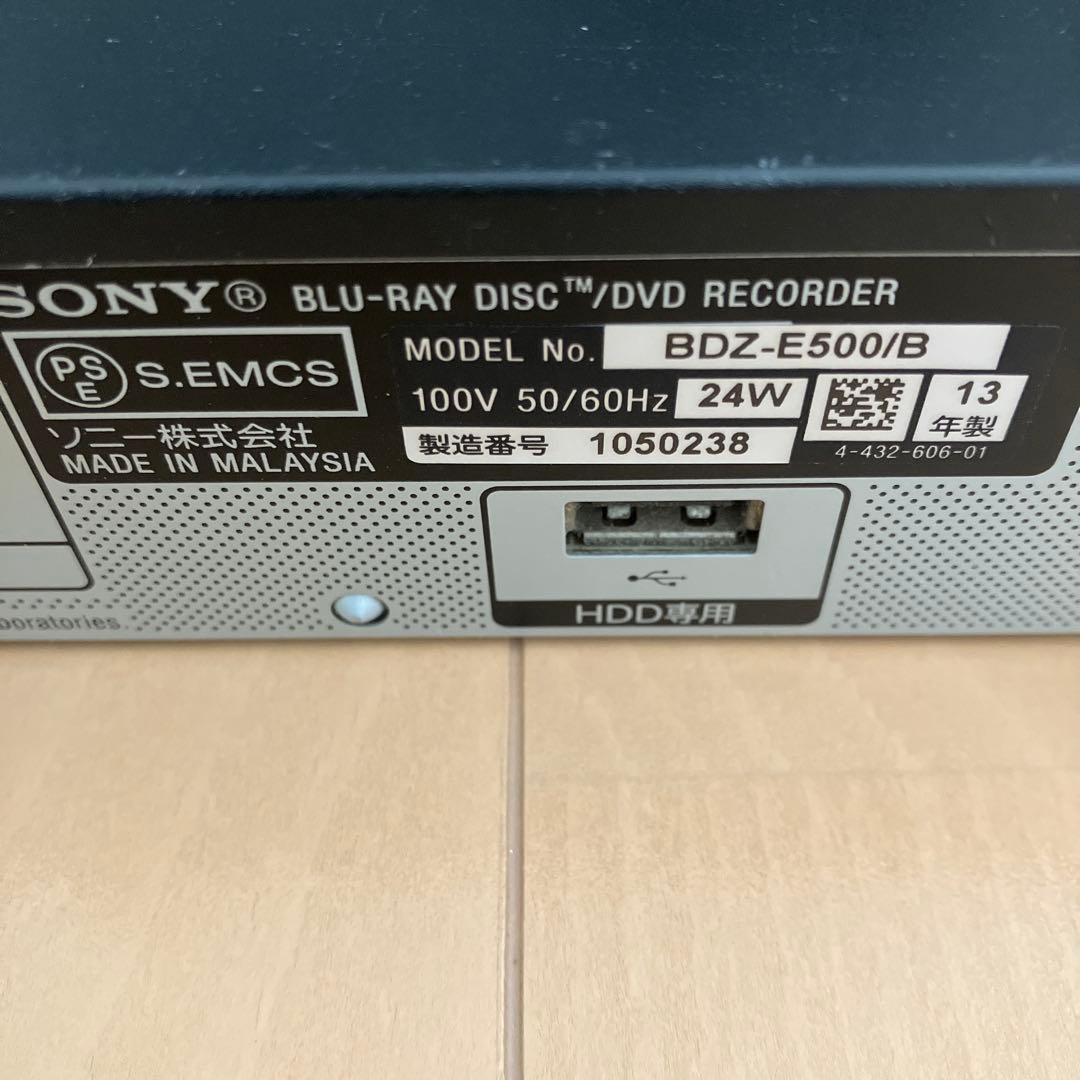 SONY® BLU-RAY DISC™/DVD RECORDER
PSE S.EMCS
ソニー株式会社
MADE IN MALAYSIA
MODEL No. BDZ-E500/B
100V 50/60Hz 24W
13
年製
製造番号 1050238
4-432-606-01
HDD専用
boratories